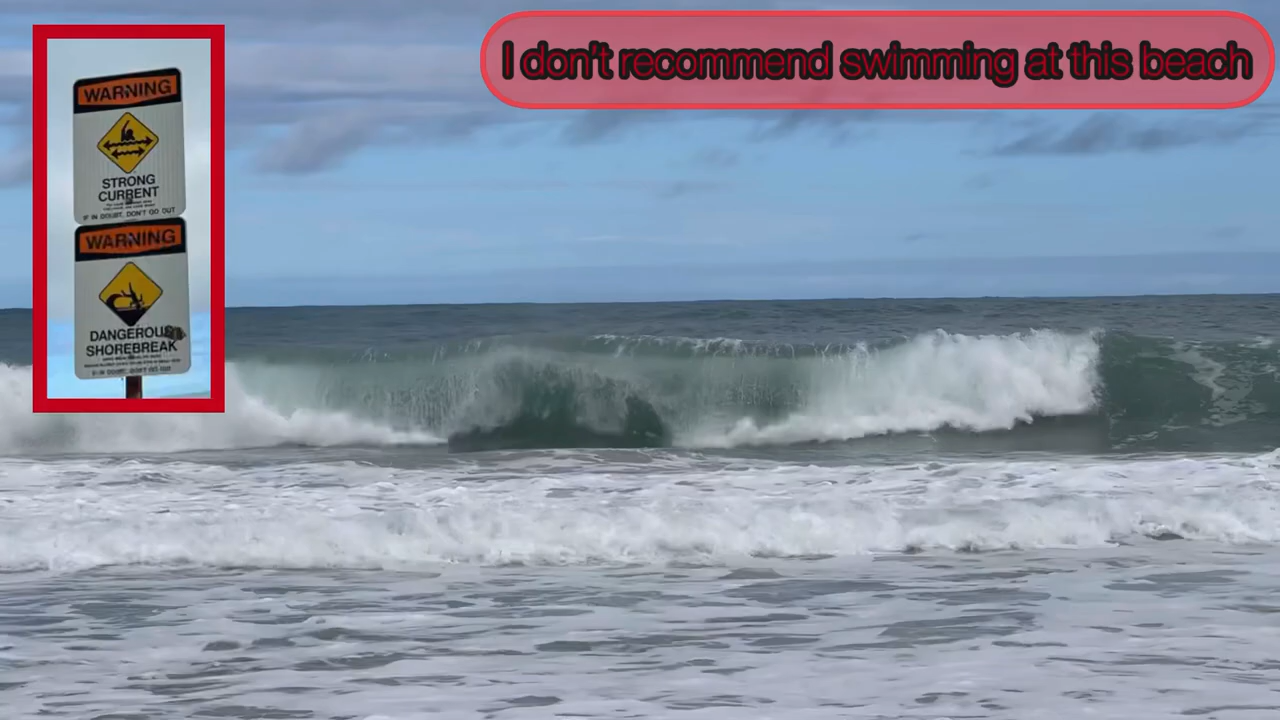 I don't recommend swimming at this beach
WARNING
STRONG
CURRENT
IF IN DOUBT, DON'T GO OUT
WARNING
DANGEROUS
SHOREBREAK
IF IN DOUBT, DON'T GO OUT